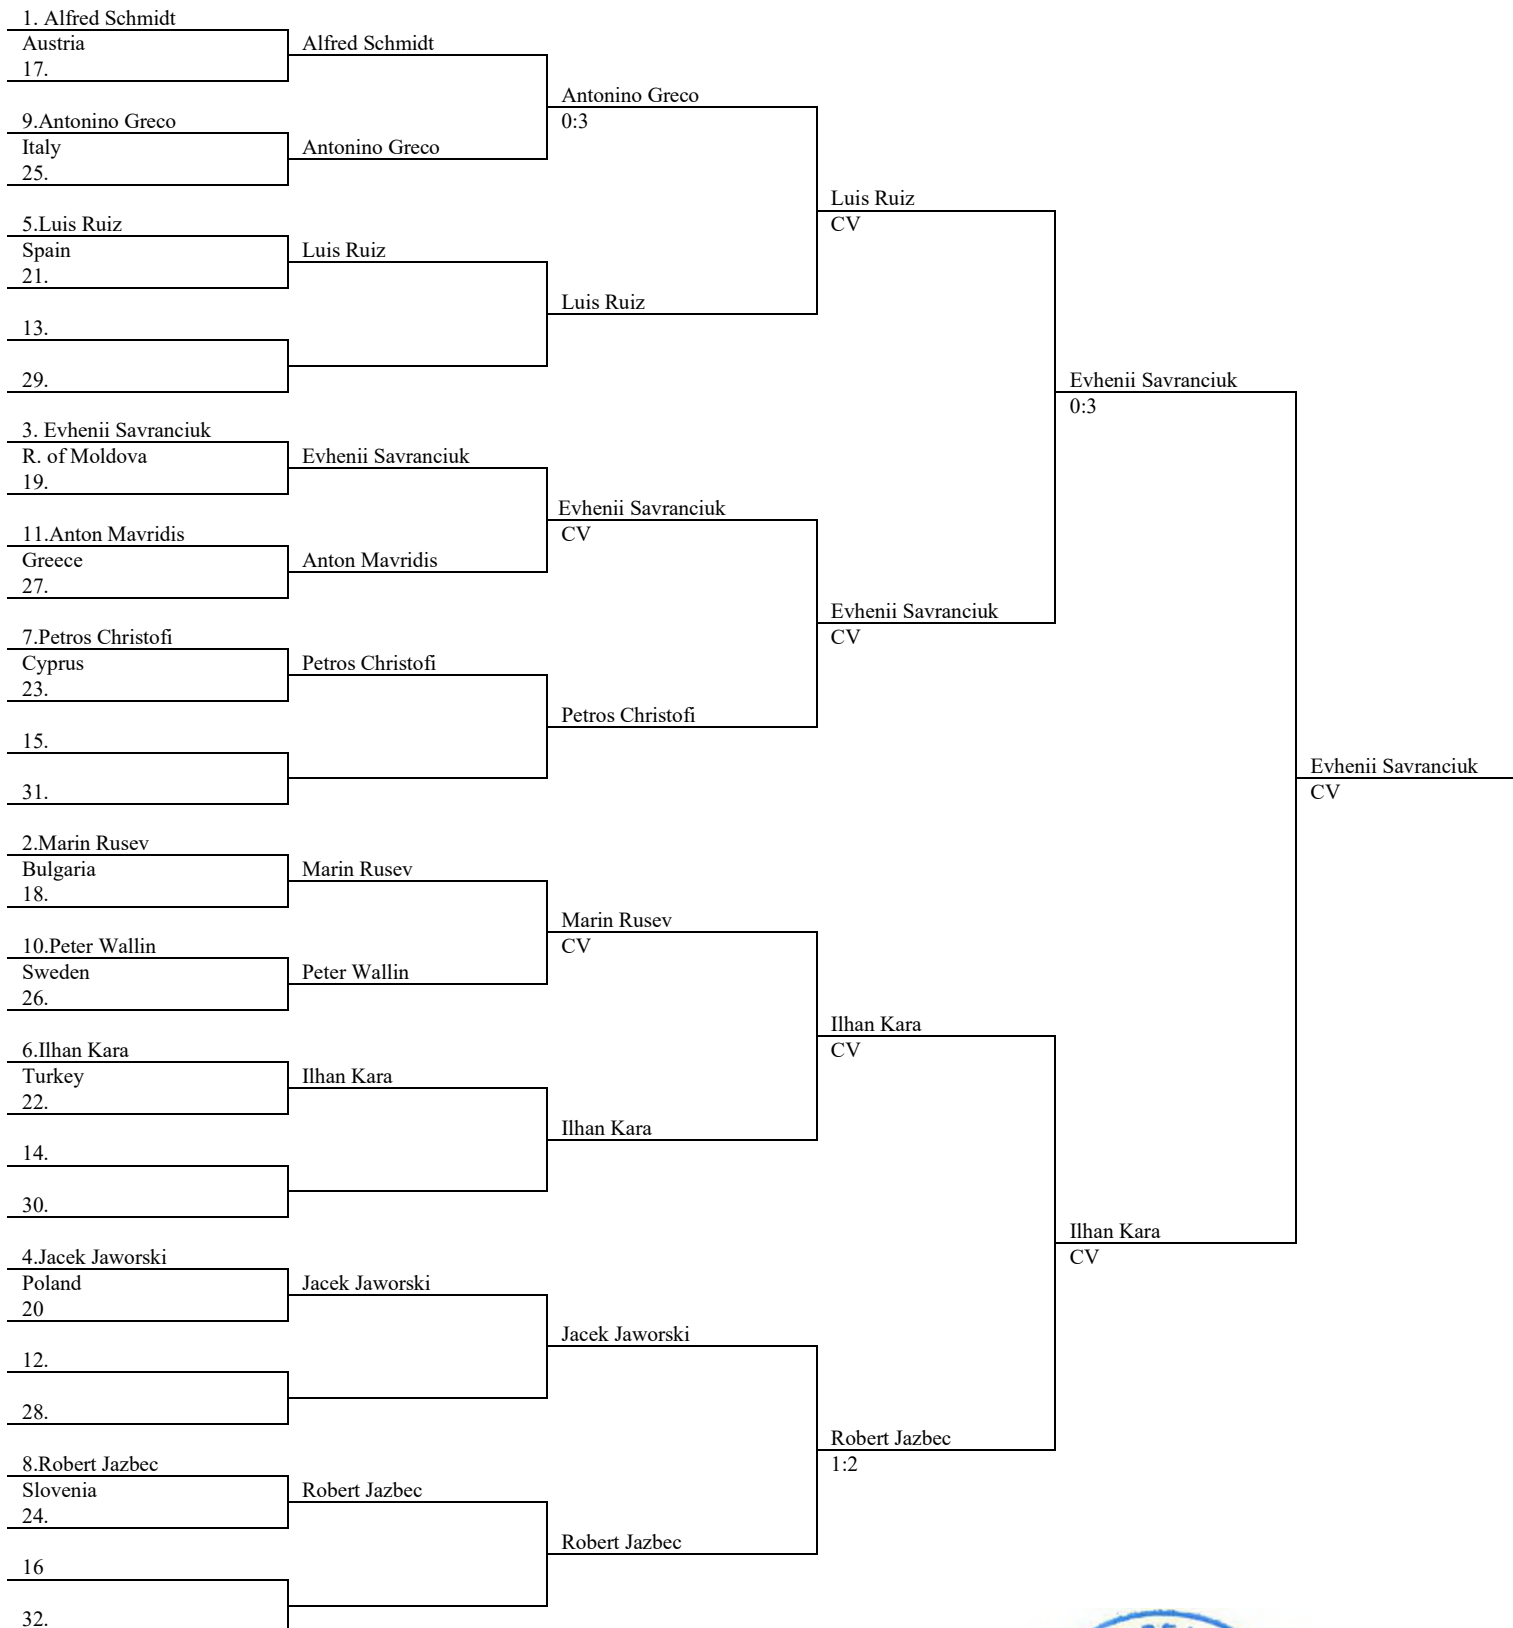 1. Alfred Schmidt
Austria
17.
9.Antonino Greco
Italy
25.
5.Luis Ruiz
Spain
21.
13.
29.
3. Evhenii Savranciuk
R. of Moldova
19.
11.Anton Mavridis
Greece
27.
7.Petros Christofi
Cyprus
23.
15.
31.
2.Marin Rusev
Bulgaria
18.
10.Peter Wallin
Sweden
26.
6.Ilhan Kara
Turkey
22.
14.
30.
4.Jacek Jaworski
Poland
20
12.
28.
8.Robert Jazbec
Slovenia
24.
16
32.
Alfred Schmidt
Antonino Greco
Luis Ruiz
Evhenii Savranciuk
Anton Mavridis
Petros Christofi
Marin Rusev
Peter Wallin
Ilhan Kara
Jacek Jaworski
Robert Jazbec
Antonino Greco
0:3
Luis Ruiz
Evhenii Savranciuk
CV
Petros Christofi
Marin Rusev
CV
Ilhan Kara
Jacek Jaworski
Robert Jazbec
Luis Ruiz
CV
Evhenii Savranciuk
CV
Ilhan Kara
CV
Robert Jazbec
1:2
Evhenii Savranciuk
0:3
Ilhan Kara
CV
Evhenii Savranciuk
CV